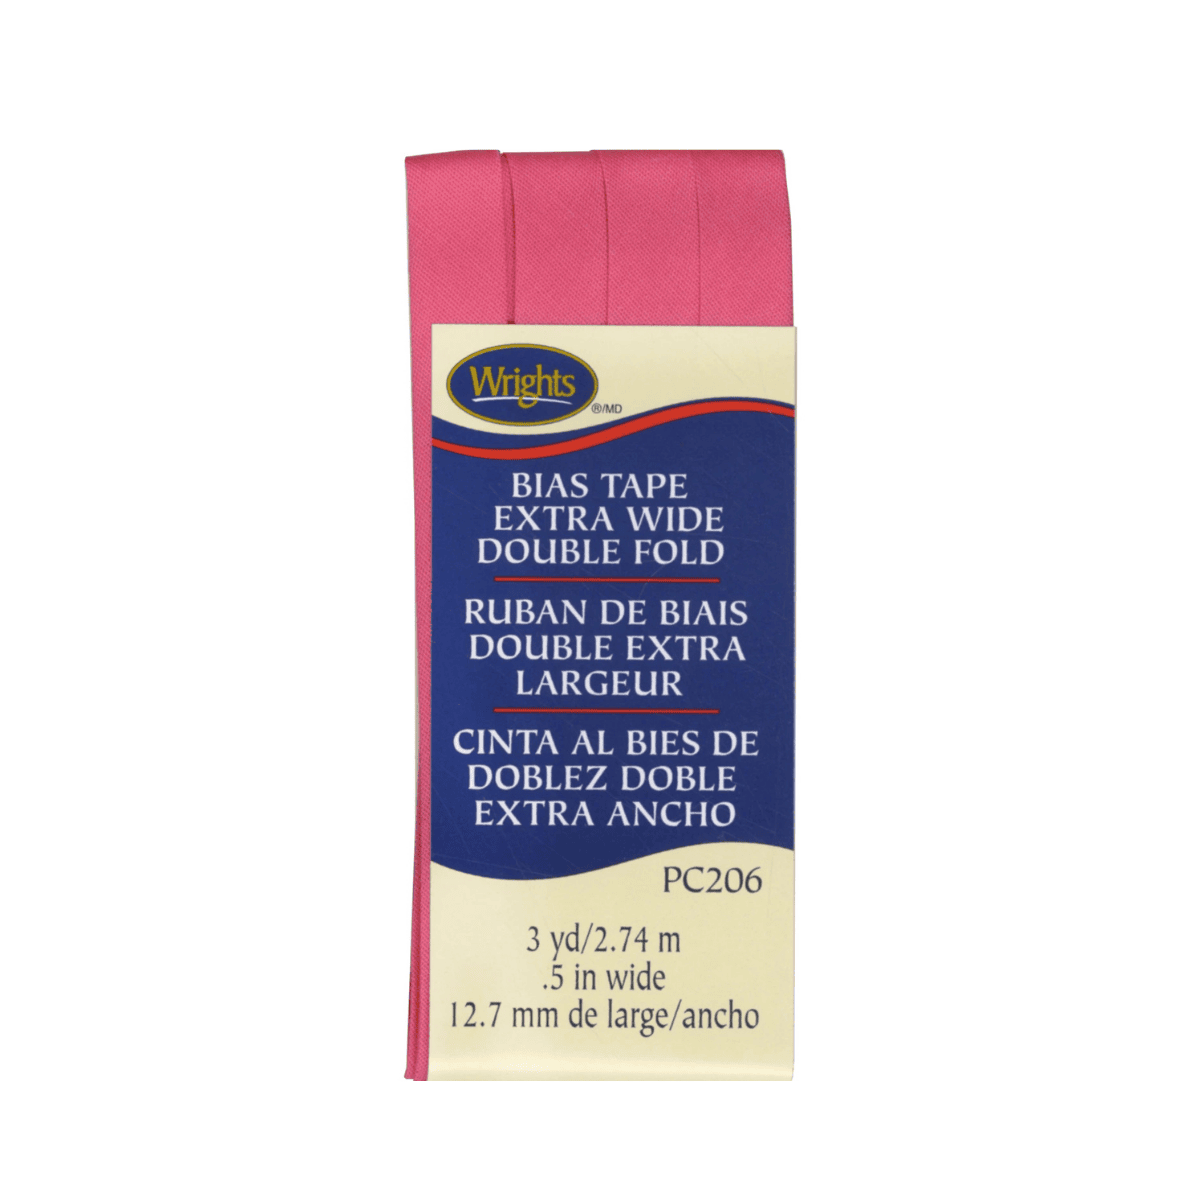 Wrights
®/MD
BIAS TAPE
EXTRA WIDE
DOUBLE FOLD
RUBAN DE BIAIS
DOUBLE EXTRA
LARGEUR
CINTA AL BIES DE
DOBLEZ DOBLE
EXTRA ANCHO
PC206
3 yd/2.74 m
.5 in wide
12.7 mm de large/ancho